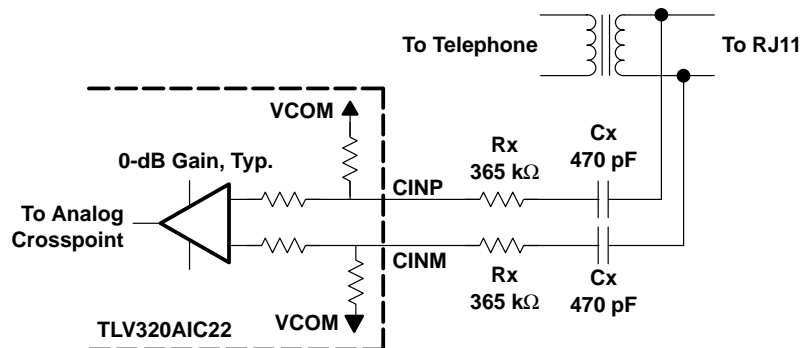 To Telephone
To RJ11
VCOM
Rx
365 kΩ
Cx
470 pF
0-dB Gain, Typ.
CINP
To Analog
Crosspoint
CINM
Rx
365 kΩ
Cx
470 pF
VCOM
TLV320AIC22